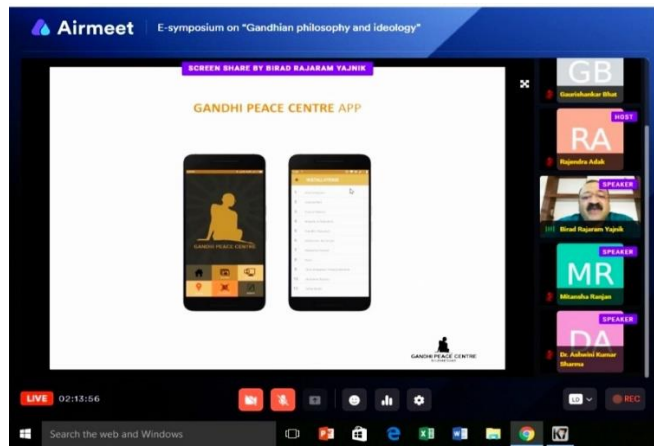 Airmeet
E-symposium on "Gandhian philosophy and ideology"
SCREEN SHARE BY BIRAD RAJARAM YAJNIK
GANDHI PEACE CENTRE APP
GANDHI PEACE CENTRE
GANDHI PEACE CENTRE
GB
Gaurishankar Bhat
HOST
RA
Rajendra Adak
SPEAKER
Birad Rajaram Yajnik
SPEAKER
MR
Mitansha Ranjan
SPEAKER
DA
Dr. Ashwini Kumar
Sharma
LIVE 02:13:56
LD
REC
Search the web and Windows